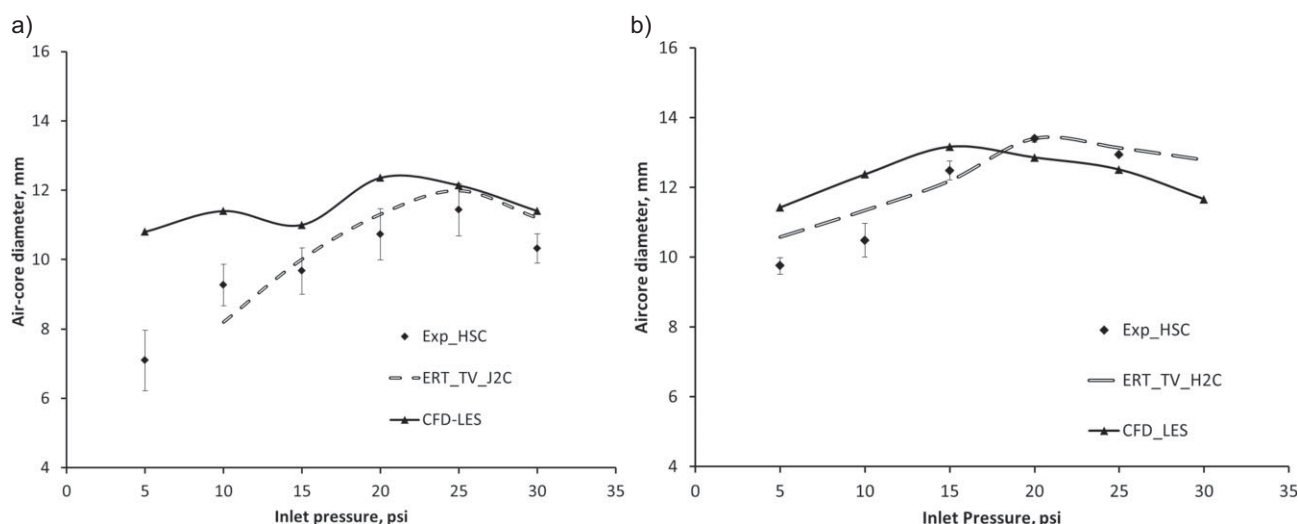 a)
16
14
12
10
8
6
4
Air-core diameter, mm
0 5 10 15 20 25 30 35
Inlet pressure, psi
Exp_HSC
ERT_TV_J2C
CFD-LES
b)
16
14
12
10
8
6
4
Aircore diameter, mm
0 5 10 15 20 25 30 35
Inlet Pressure, psi
Exp_HSC
ERT_TV_H2C
CFD_LES